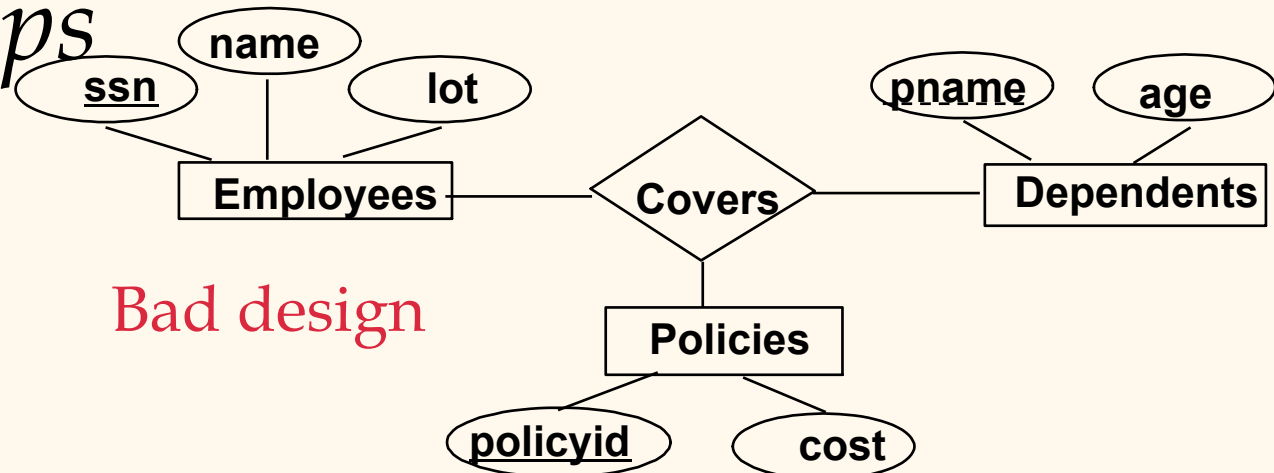 ps
name
ssn
lot
pname
age
Employees
Covers
Dependents
Bad design
Policies
policyid
cost